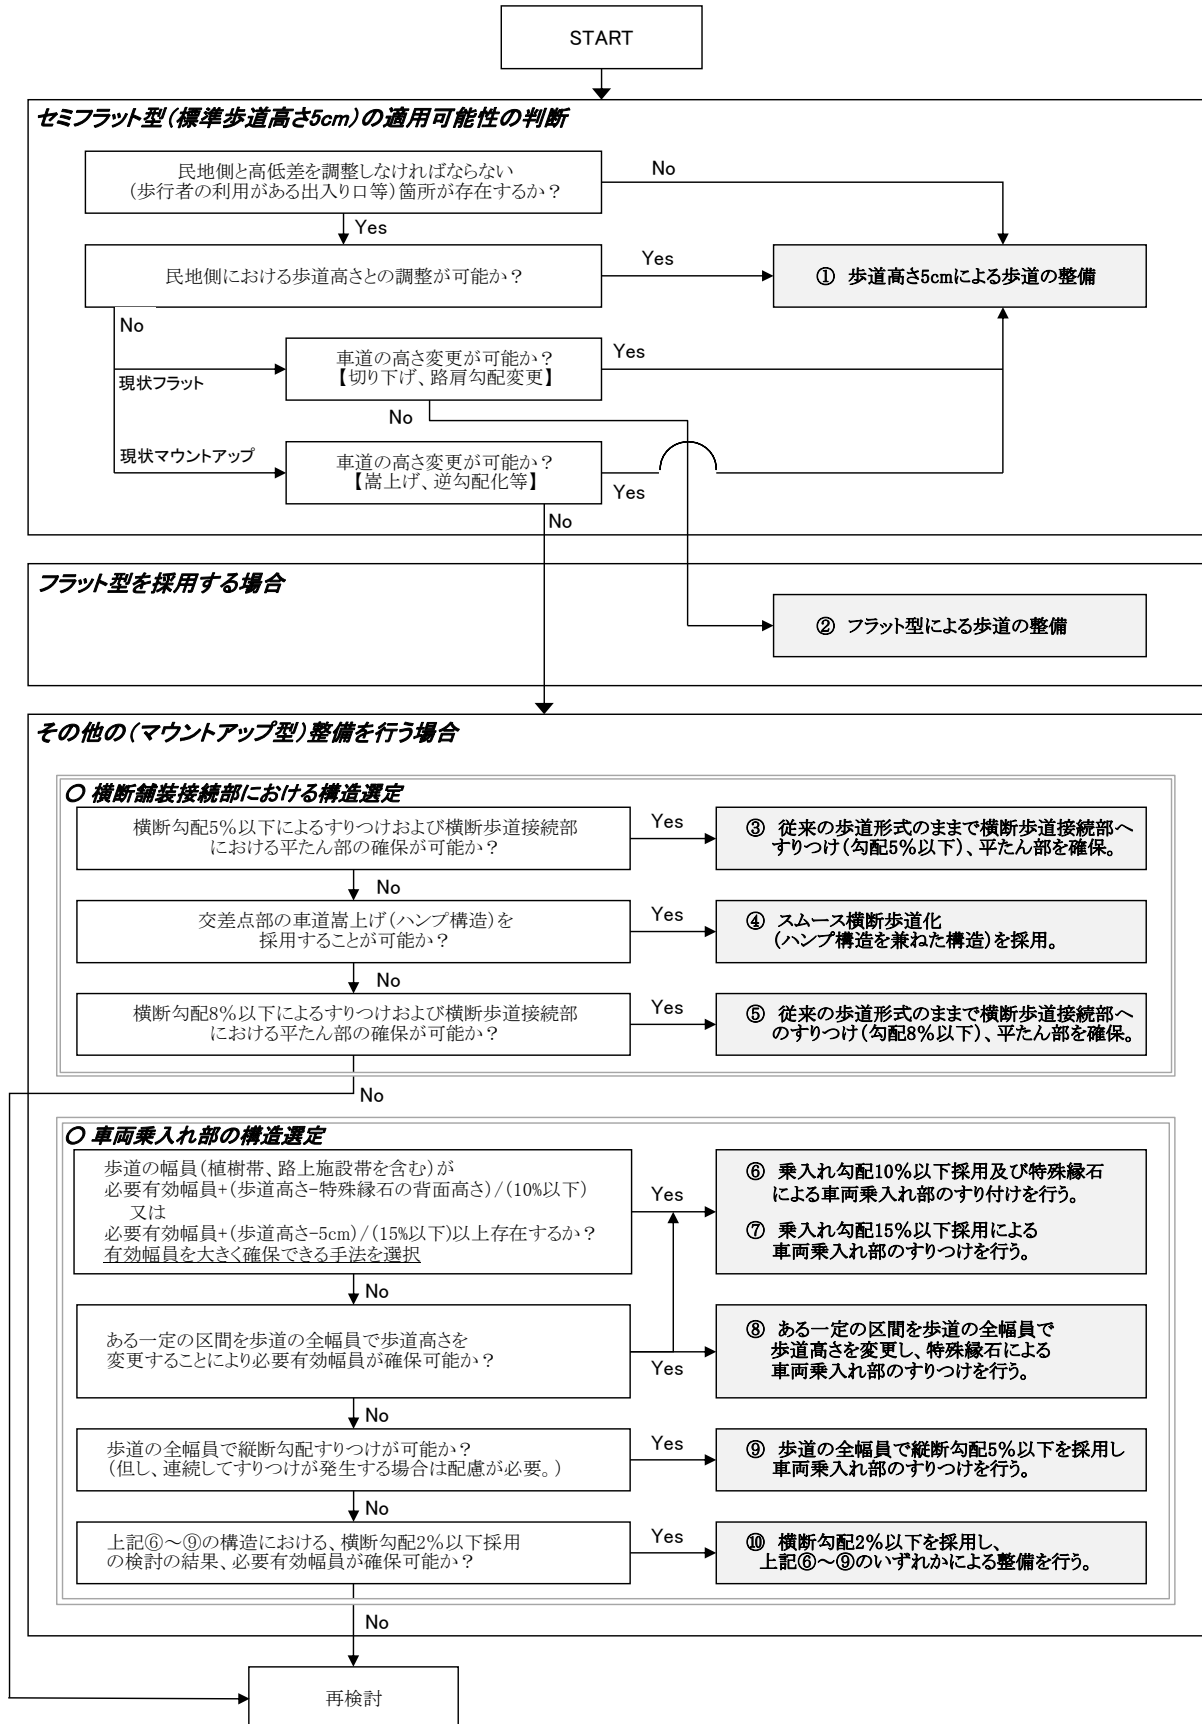 START
セミフラット型(標準歩道高さ5cm)の適用可能性の判断
民地側と高低差を調整しなければならない
(歩行者の利用がある出入り口等)箇所が存在するか?
No
Yes
民地側における歩道高さとの調整が可能か?
Yes
① 歩道高さ5cmによる歩道の整備
No
現状フラット
車道の高さ変更が可能か?
【切り下げ、路肩勾配変更】
Yes
No
現状マウントアップ
車道の高さ変更が可能か?
【嵩上げ、逆勾配化等】
Yes
No
フラット型を採用する場合
② フラット型による歩道の整備
その他の(マウントアップ型)整備を行う場合
○ 横断舗装接続部における構造選定
横断勾配5%以下によるすりつけおよび横断歩道接続部
における平たん部の確保が可能か?
Yes
③ 従来の歩道形式のままで横断歩道接続部へ
すりつけ(勾配5%以下)、平たん部を確保。
No
交差点部の車道嵩上げ(ハンプ構造)を
採用することが可能か?
Yes
④ スムース横断歩道化
(ハンプ構造を兼ねた構造)を採用。
No
横断勾配8%以下によるすりつけおよび横断歩道接続部
における平たん部の確保が可能か?
Yes
⑤ 従来の歩道形式のままで横断歩道接続部へ
のすりつけ(勾配8%以下)、平たん部を確保。
No
○ 車両乗入れ部の構造選定
歩道の幅員(植樹帯、路上施設帯を含む)が
必要有効幅員+(歩道高さ-特殊縁石の背面高さ)/(10%以下)
又は
必要有効幅員+(歩道高さ-5cm)/(15%以下)以上存在するか?
有効幅員を大きく確保できる手法を選択
Yes
⑥ 乗入れ勾配10%以下採用及び特殊縁石
による車両乗入れ部のすり付けを行う。
⑦ 乗入れ勾配15%以下採用による
車両乗入れ部のすりつけを行う。
No
ある一定の区間を歩道の全幅員で歩道高さを
変更することにより必要有効幅員が確保可能か?
Yes
⑧ ある一定の区間を歩道の全幅員で
歩道高さを変更し、特殊縁石による
車両乗入れ部のすりつけを行う。
No
歩道の全幅員で縦断勾配すりつけが可能か?
(但し、連続してすりつけが発生する場合は配慮が必要。)
Yes
⑨ 歩道の全幅員で縦断勾配5%以下を採用し
車両乗入れ部のすりつけを行う。
No
上記⑥~⑨の構造における、横断勾配2%以下採用
の検討の結果、必要有効幅員が確保可能か?
Yes
⑩ 横断勾配2%以下を採用し、
上記⑥~⑨のいずれかによる整備を行う。
No
再検討